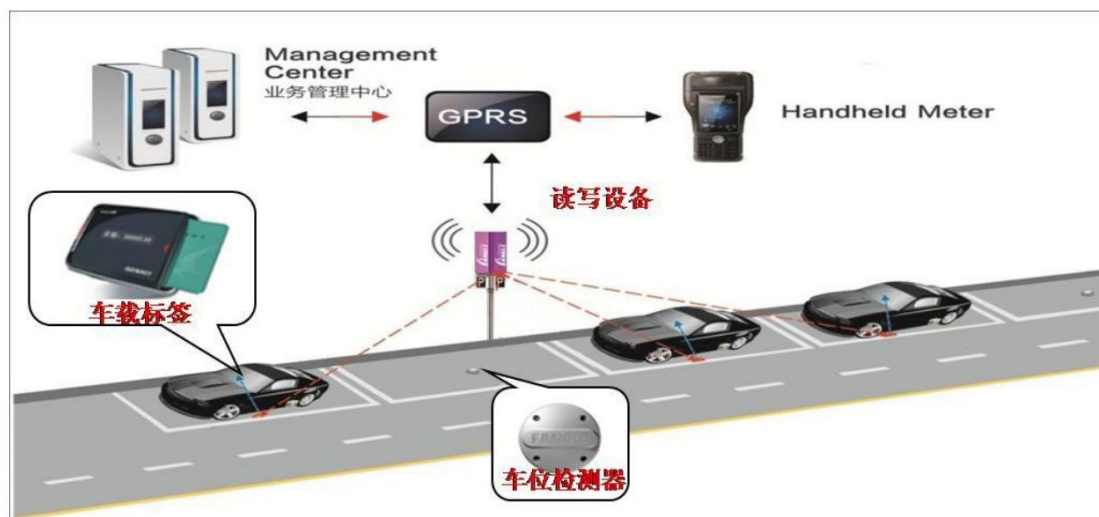 Management
Center
业务管理中心
GPRS
Handheld Meter
读写设备
P P
车载标签
车位检测器